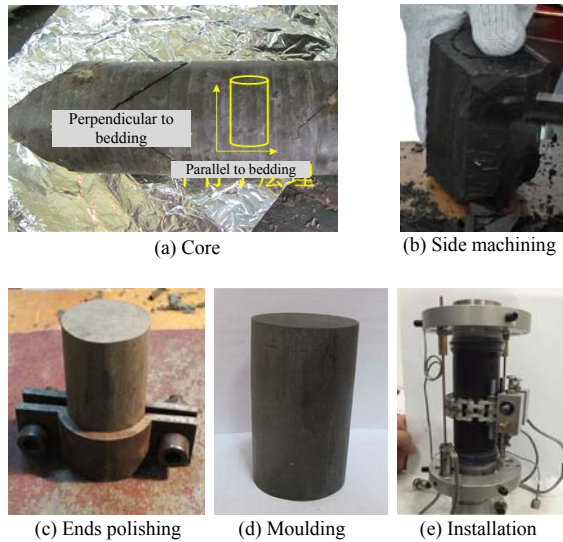 Perpendicular to
bedding
Parallel to bedding
(a) Core
(b) Side machining
(c) Ends polishing
(d) Moulding
(e) Installation